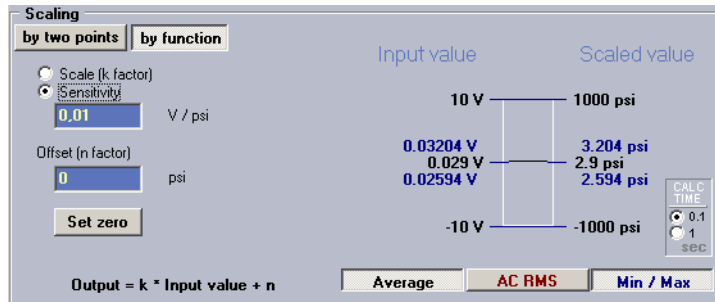 Scaling
by two points by function
Input value Scaled value
Scale (k factor)
Sensitivity
0,01 V / psi
10 V 1000 psi
Offset (n factor)
0.03204 V 3.204 psi
0.029 V 2.9 psi
0.02594 V 2.594 psi
0 psi
CALC
TIME
0.1
1
sec
Set zero
-10 V -1000 psi
Output = k * Input value + n
Average AC RMS Min / Max